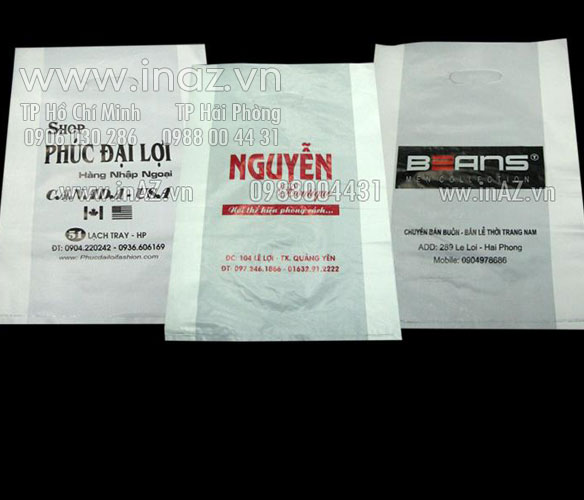 www.inaz.vn
TP Hồ Chí Minh TP Hải Phòng
0906 030 286 0988 00 44 31
SHOP
PHÚC ĐẠI LỢI
Hàng Nhập Ngoại
CANADA - USA
51 LẠCH TRAY - HP
ĐT: 0904.220242 - 0936.606169
www.Phucdailoifashion.com
www.inAZ.vn
NGUYỄN
0988004431
Nơi thể hiện phong cách...
ĐC: 104 LÊ LỢI - TX. QUẢNG YÊN
ĐT: 097.346.1866 - 01632.91.2222
BEANS®
MEN COLLECTION
www.inAZ.vn
CHUYÊN BÁN BUÔN - BÁN LẺ THỜI TRANG NAM
ADD: 289 Le Loi - Hai Phong
Mobile: 0904978686